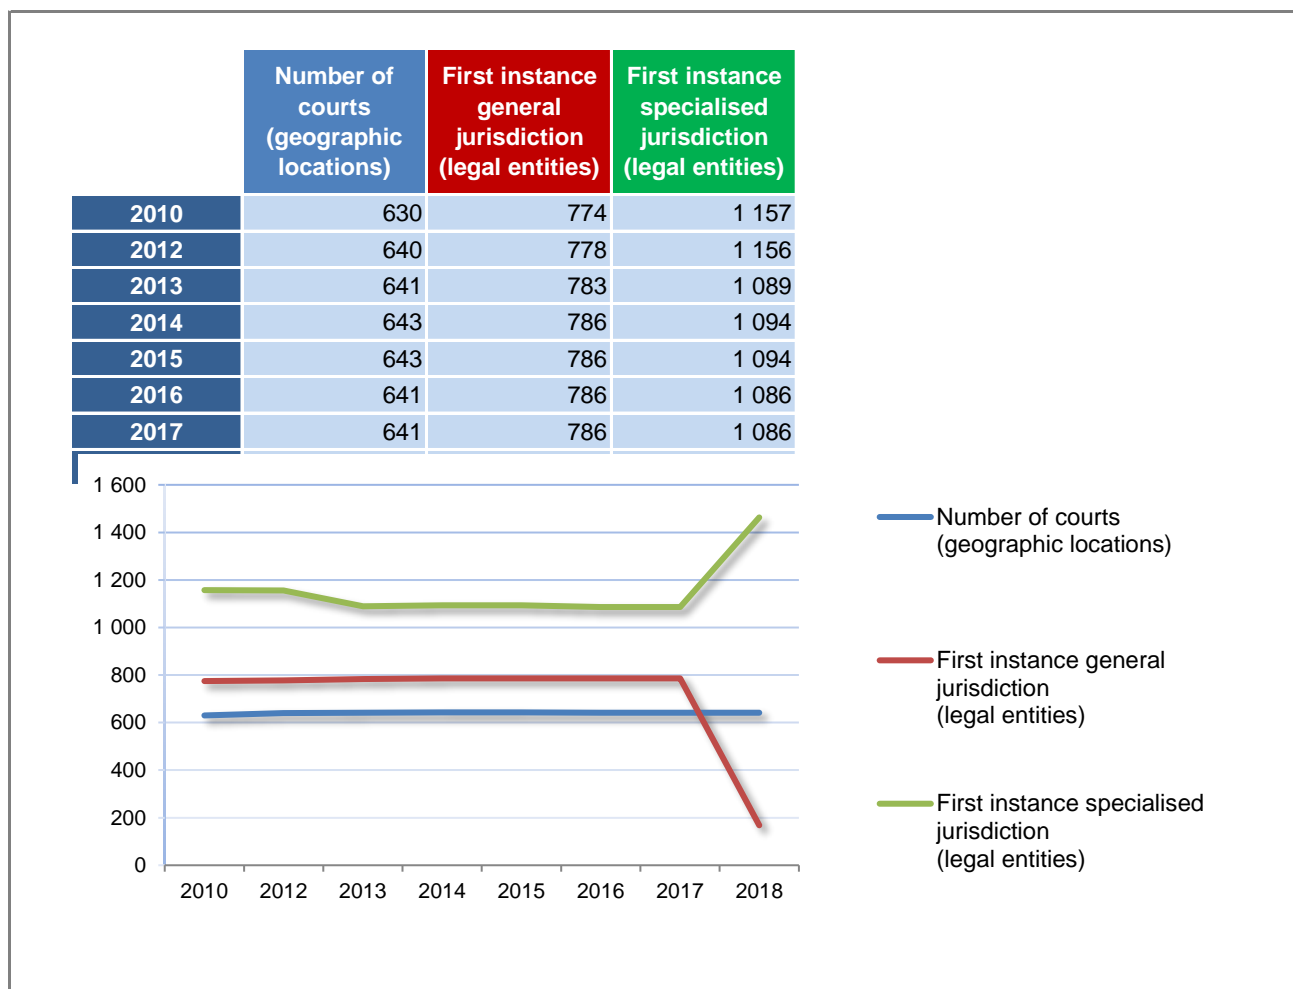 Number of
courts
(geographic
locations)
First instance
general
jurisdiction
(legal entities)
First instance
specialised
jurisdiction
(legal entities)
2010 630 774 1 157
2012 640 778 1 156
2013 641 783 1 089
2014 643 786 1 094
2015 643 786 1 094
2016 641 786 1 086
2017 641 786 1 086
1 600
1 400
1 200
1 000
800
600
400
200
0
2010 2012 2013 2014 2015 2016 2017 2018
Number of courts
(geographic locations)
First instance general
jurisdiction
(legal entities)
First instance specialised
jurisdiction
(legal entities)